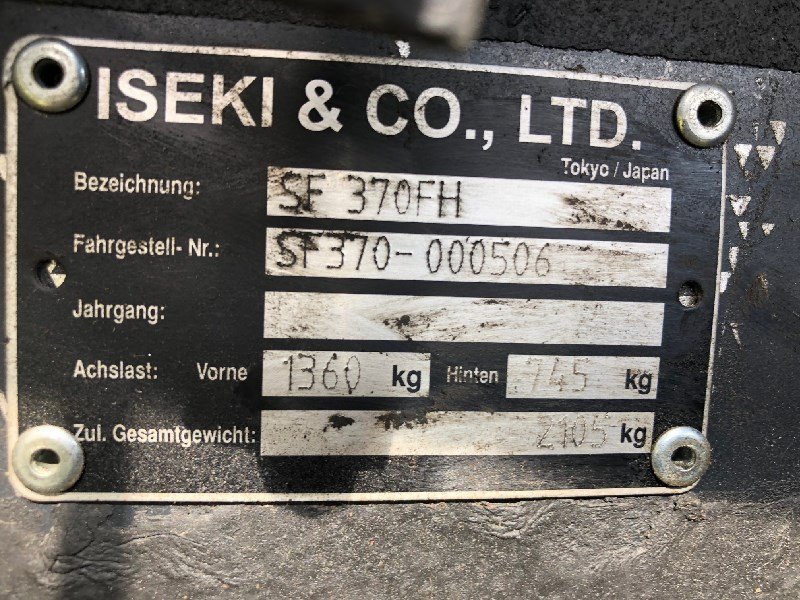 ISEKI & CO., LTD.
Tokyo / Japan
Bezeichnung: SF 370FH
Fahrgestell- Nr.: SF370-000506
Jahrgang:
Achslast: Vorne 1360 kg Hinten 745 kg
Zul. Gesamtgewicht: 2105 kg